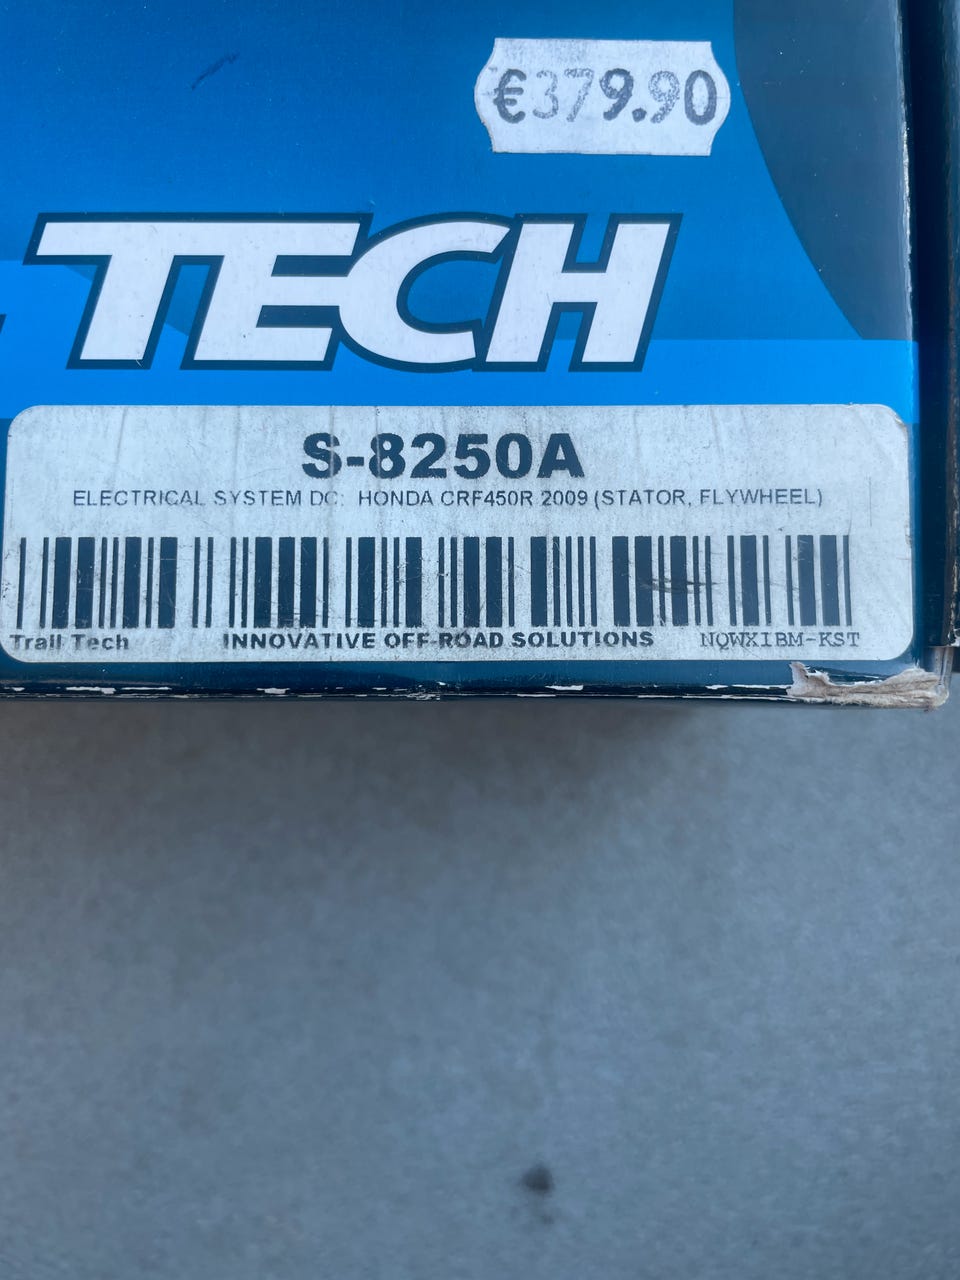 €379.90
TECH
S-8250A
ELECTRICAL SYSTEM DC: HONDA CRF450R 2009 (STATOR, FLYWHEEL)
Trail Tech INNOVATIVE OFF-ROAD SOLUTIONS NQWXIBM-KST